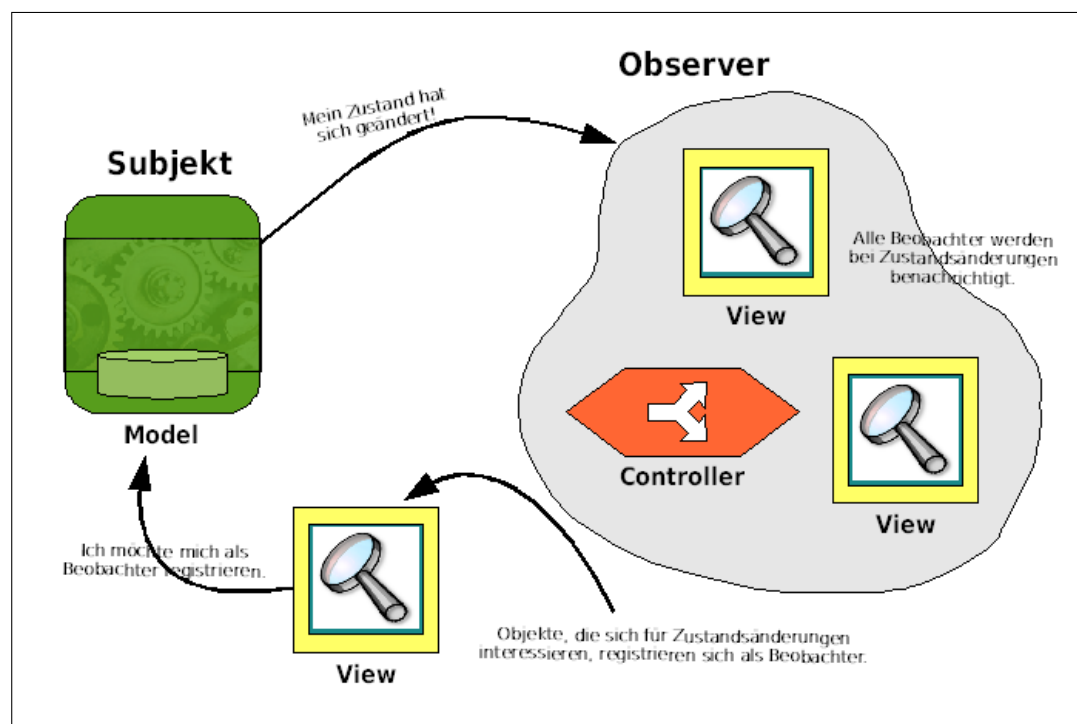 Observer
Mein Zustand hat
sich geändert!
Subjekt
Alle Beobachter werden
bei Zustandsänderungen
benachrichtigt.
View
Model
Controller
View
Ich möchte mich als
Beobachter registrieren.
Objekte, die sich für Zustandsänderungen
interessieren, registrieren sich als Beobachter.
View